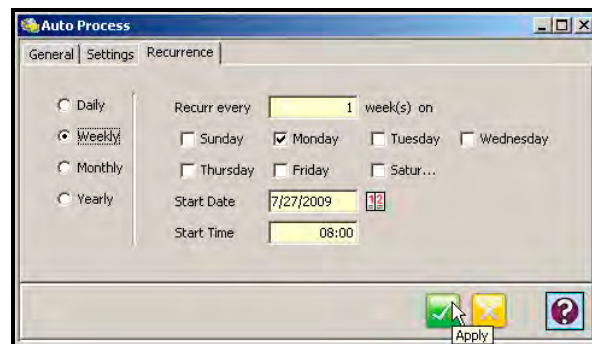 Auto Process
General Settings Recurrence
Daily Recurr every 1 week(s) on
Weekly Sunday Monday Tuesday Wednesday
Monthly Thursday Friday Satur...
Yearly Start Date 7/27/2009 12
Start Time 08:00
?
Apply